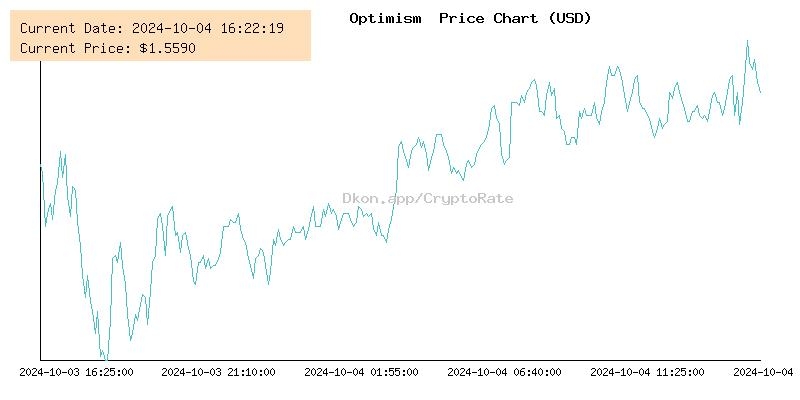 Optimism Price Chart (USD)
Current Date: 2024-10-04 16:22:19
Current Price: $1.5590
Dkon.app/CryptoRate
2024-10-03 16:25:00 2024-10-03 21:10:00 2024-10-04 01:55:00 2024-10-04 06:40:00 2024-10-04 11:25:00 2024-10-04